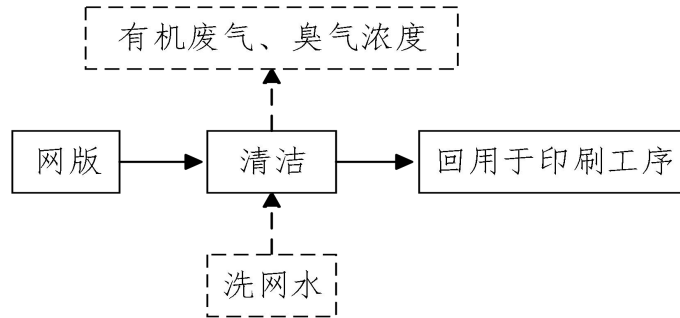 有机废气、臭气浓度
网版
清洁
回用于印刷工序
洗网水